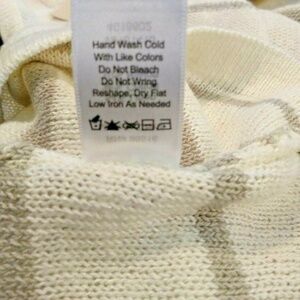 Hand Wash Cold
With Like Colors
Do Not Bleach
Do Not Wring
Reshape, Dry Flat
Low Iron As Needed